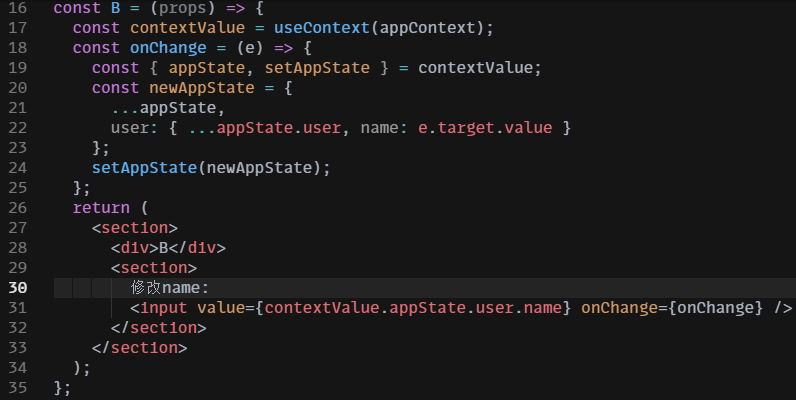 16 const B = (props) => {
17   const contextValue = useContext(appContext);
18   const onChange = (e) => {
19     const { appState, setAppState } = contextValue;
20     const newAppState = {
21       ...appState,
22       user: { ...appState.user, name: e.target.value }
23     };
24     setAppState(newAppState);
25   };
26   return (
27     <section>
28       <div>B</div>
29       <section>
30         修改name:
31         <input value={contextValue.appState.user.name} onChange={onChange} />
32       </section>
33     </section>
34   );
35 };